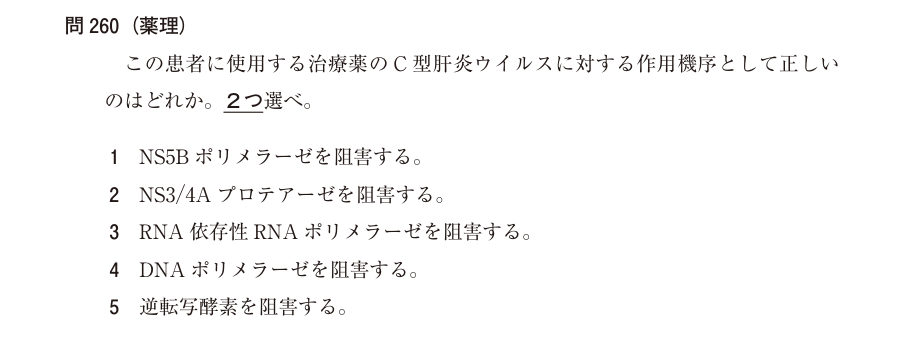 問 260（薬理）
この患者に使用する治療薬の C 型肝炎ウイルスに対する作用機序として正しい
のはどれか。２つ選べ。
1 NS5B ポリメラーゼを阻害する。
2 NS3/4A プロテアーゼを阻害する。
3 RNA 依存性 RNA ポリメラーゼを阻害する。
4 DNA ポリメラーゼを阻害する。
5 逆転写酵素を阻害する。